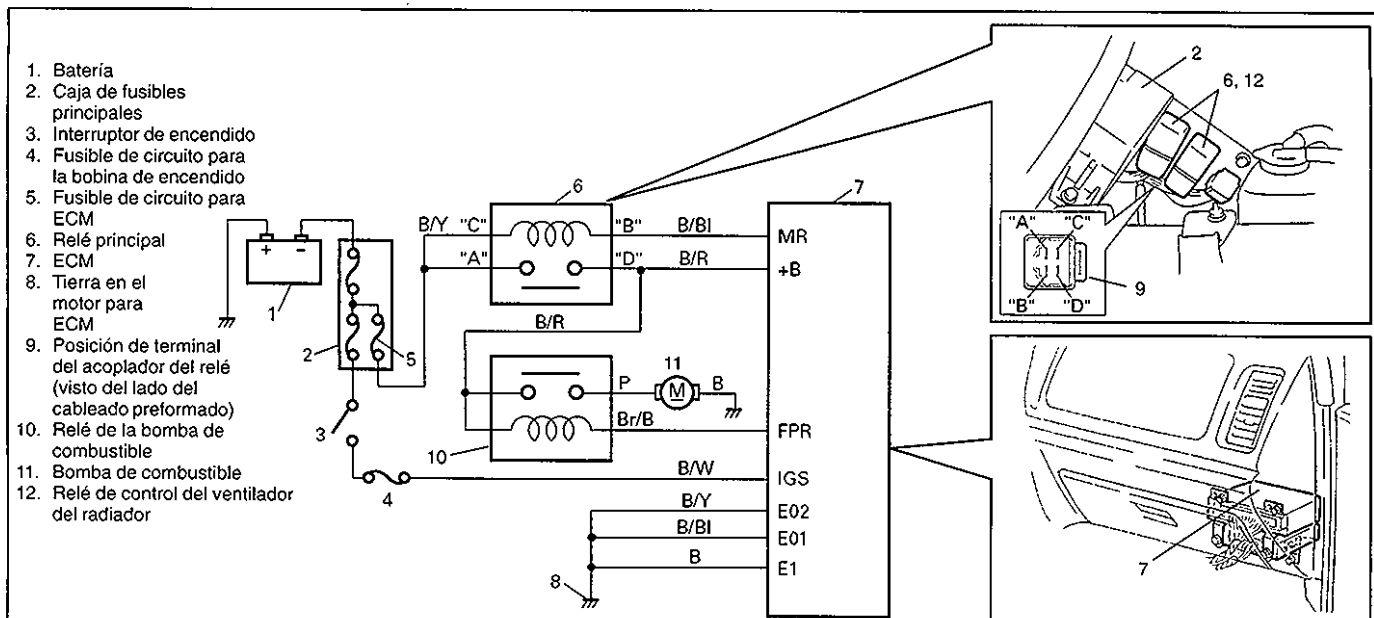 1. Batería
2. Caja de fusibles
principales
3. Interruptor de encendido
4. Fusible de circuito para
la bobina de encendido
5. Fusible de circuito para
ECM
6. Relé principal
7. ECM
8. Tierra en el
motor para
ECM
9. Posición de terminal
del acoplador del relé
(visto del lado del
cableado preformado)
10. Relé de la bomba de
combustible
11. Bomba de combustible
12. Relé de control del ventilador
del radiador
+ -
1
2
5
3
4
6
B/Y "C" "B" B/Bl
"A" "D" B/R
B/R
11
P M B
Br/B
10
B/W
B/Y
B/Bl
B
8
7
MR
+B
FPR
IGS
E02
E01
E1
2
6, 12
"A" "C"
"B" "D"
9
7